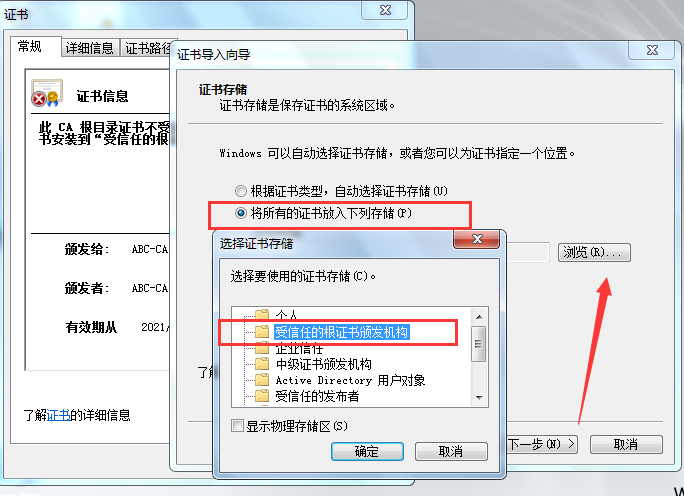 证书
常规 详细信息 证书路径
证书信息
此 CA 根目录证书不受
书安装到“受信任的根
颁发给: ABC-CA
颁发者: ABC-CA
有效期从 2021/
了解证书的详细信息
证书导入向导
证书存储
证书存储是保存证书的系统区域。
Windows 可以自动选择证书存储，或者您可以为证书指定一个位置。
根据证书类型，自动选择证书存储(U)
将所有的证书放入下列存储(P)
浏览(R)...
了解
选择证书存储
选择要使用的证书存储(C)。
个人
受信任的根证书颁发机构
企业信任
中级证书颁发机构
Active Directory 用户对象
受信任的发布者
显示物理存储区(S)
确定 取消
下一步(N) > 取消
W